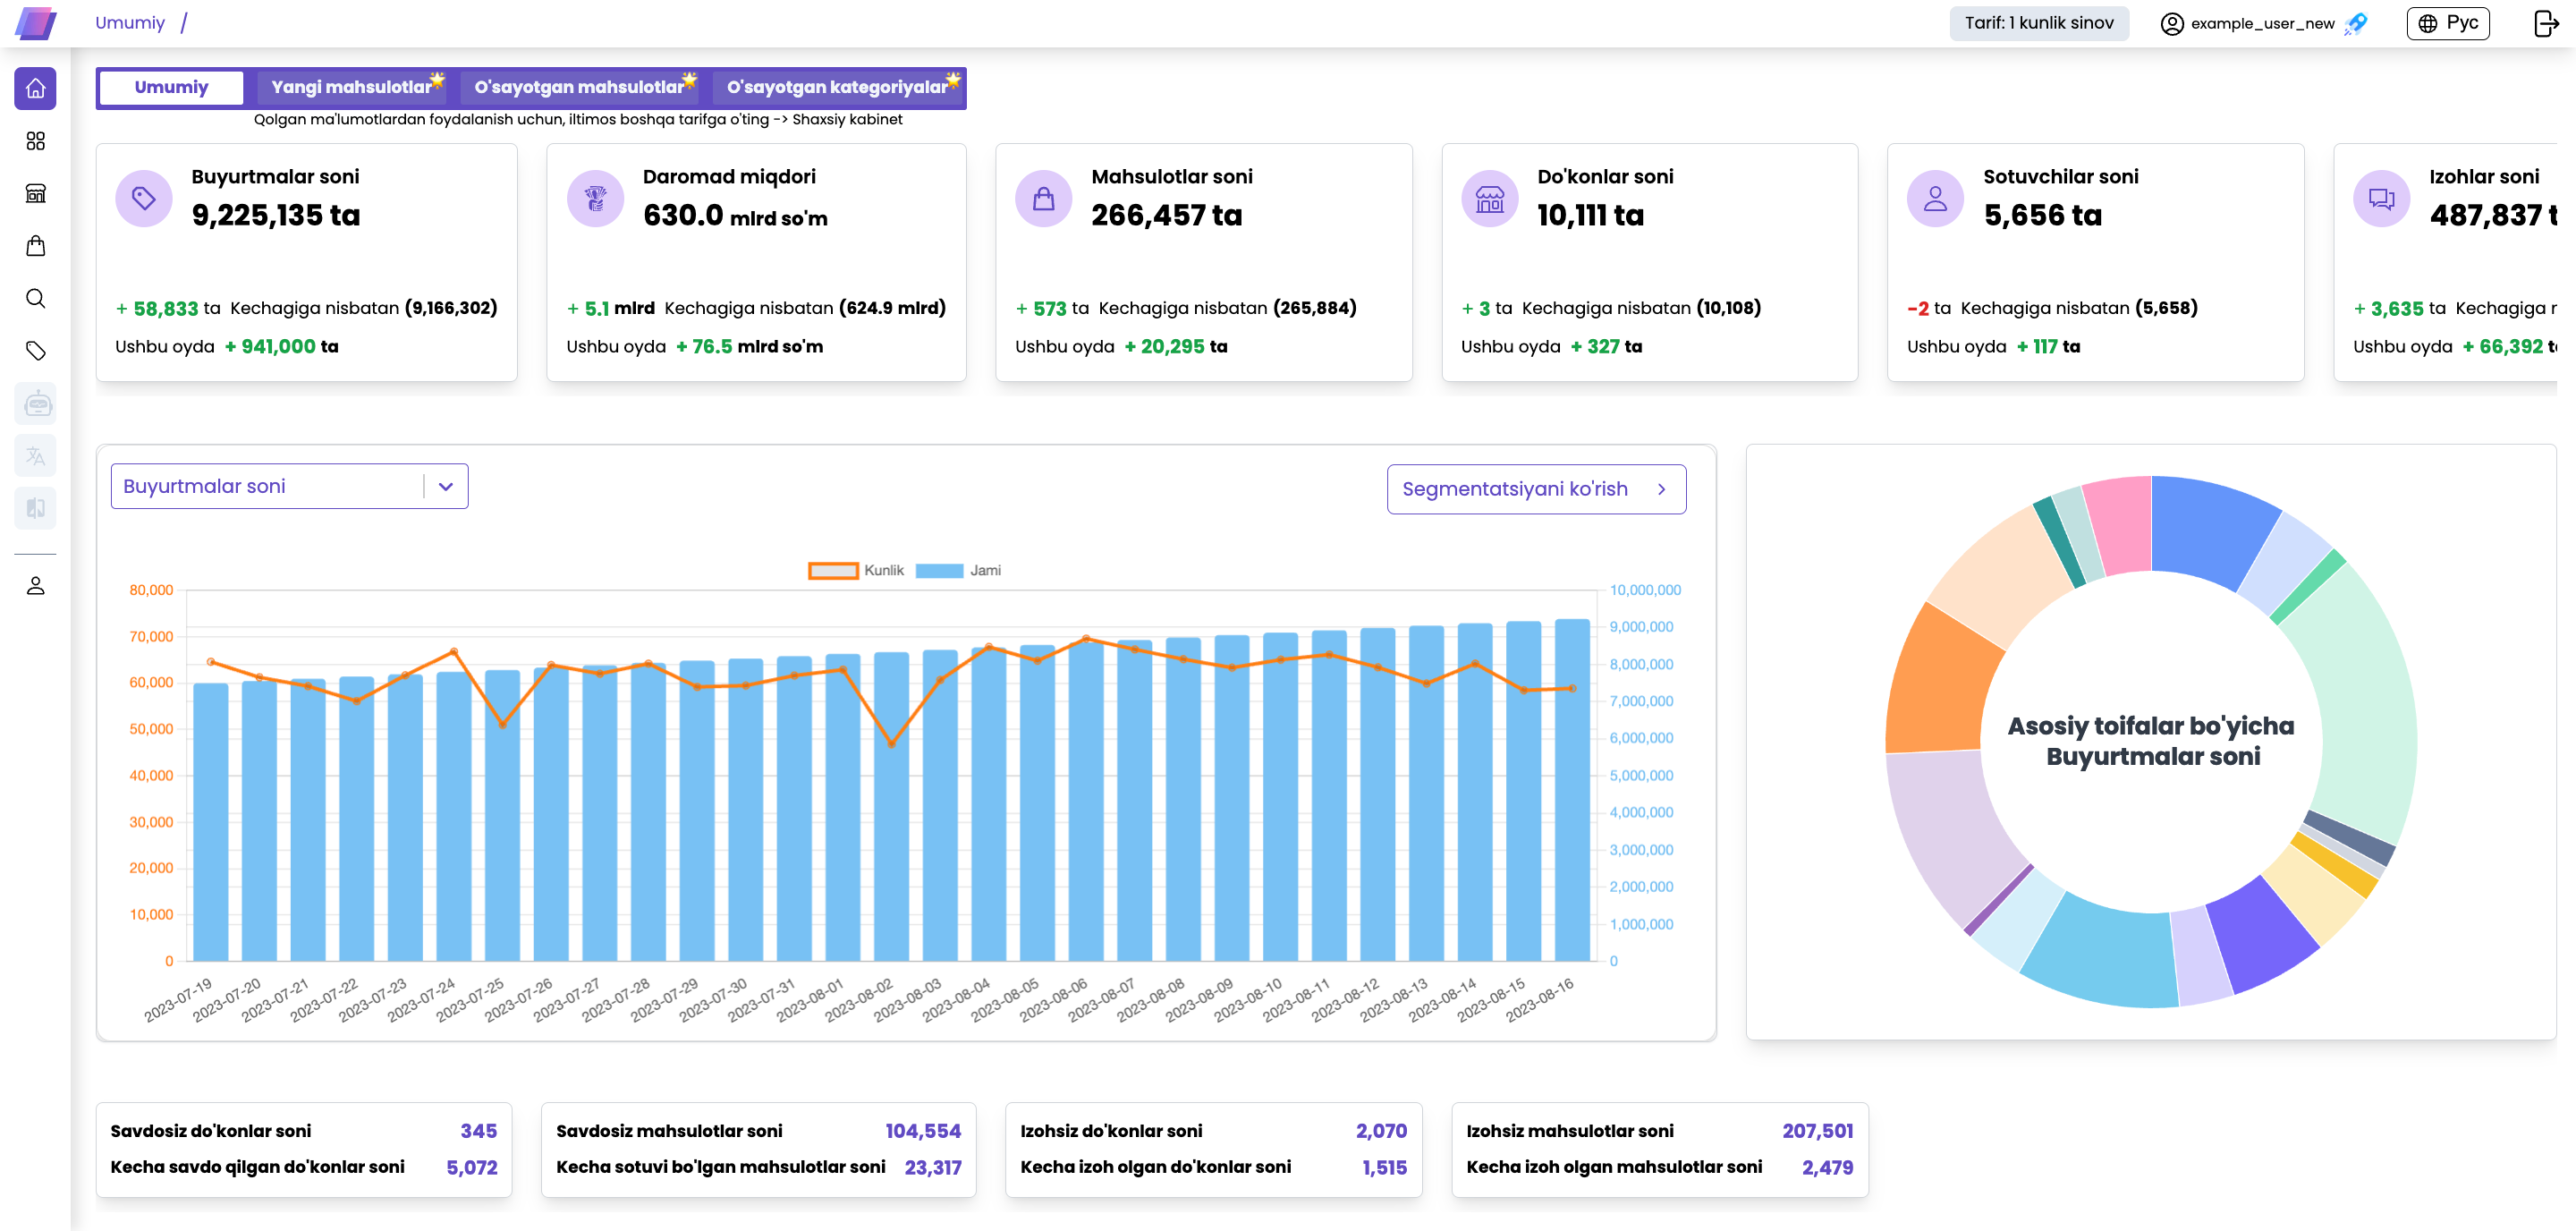 Umumiy /
Tarif: 1 kunlik sinov
example_user_new
Рус
Umumiy
Yangi mahsulotlar
O'sayotgan mahsulotlar
O'sayotgan kategoriyalar
Qolgan ma'lumotlardan foydalanish uchun, iltimos boshqa tarifga o'ting -> Shaxsiy kabinet
Buyurtmalar soni
9,225,135 ta
+ 58,833 ta Kechagiga nisbatan (9,166,302)
Ushbu oyda + 941,000 ta
Daromad miqdori
630.0 mlrd so'm
+ 5.1 mlrd Kechagiga nisbatan (624.9 mlrd)
Ushbu oyda + 76.5 mlrd so'm
Mahsulotlar soni
266,457 ta
+ 573 ta Kechagiga nisbatan (265,884)
Ushbu oyda + 20,295 ta
Do'konlar soni
10,111 ta
+ 3 ta Kechagiga nisbatan (10,108)
Ushbu oyda + 327 ta
Sotuvchilar soni
5,656 ta
-2 ta Kechagiga nisbatan (5,658)
Ushbu oyda + 117 ta
Izohlar soni
487,837
+ 3,635 ta Kechagiga
Ushbu oyda + 66,392
Buyurtmalar soni
Segmentatsiyani ko'rish
Kunlik
Jami
80,000
70,000
60,000
50,000
40,000
30,000
20,000
10,000
0
10,000,000
9,000,000
8,000,000
7,000,000
6,000,000
5,000,000
4,000,000
3,000,000
2,000,000
1,000,000
0
2023-07-19
2023-07-20
2023-07-21
2023-07-22
2023-07-23
2023-07-24
2023-07-25
2023-07-26
2023-07-27
2023-07-28
2023-07-29
2023-07-30
2023-07-31
2023-08-01
2023-08-02
2023-08-03
2023-08-04
2023-08-05
2023-08-06
2023-08-07
2023-08-08
2023-08-09
2023-08-10
2023-08-11
2023-08-12
2023-08-13
2023-08-14
2023-08-15
2023-08-16
Asosiy toifalar bo'yicha
Buyurtmalar soni
Savdosiz do'konlar soni 345
Kecha savdo qilgan do'konlar soni 5,072
Savdosiz mahsulotlar soni 104,554
Kecha sotuvi bo'lgan mahsulotlar soni 23,317
Izohsiz do'konlar soni 2,070
Kecha izoh olgan do'konlar soni 1,515
Izohsiz mahsulotlar soni 207,501
Kecha izoh olgan mahsulotlar soni 2,479